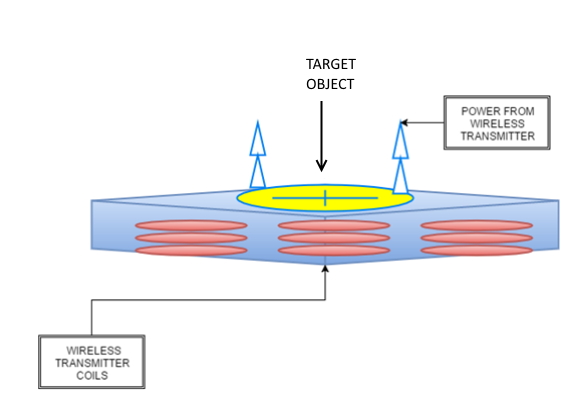 TARGET
OBJECT
POWER FROM
WIRELESS
TRANSMITTER
WIRELESS
TRANSMITTER
COILS